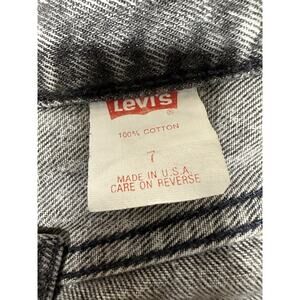 LEVI'S
®
100% COTTON
7
MADE IN U.S.A.
CARE ON REVERSE